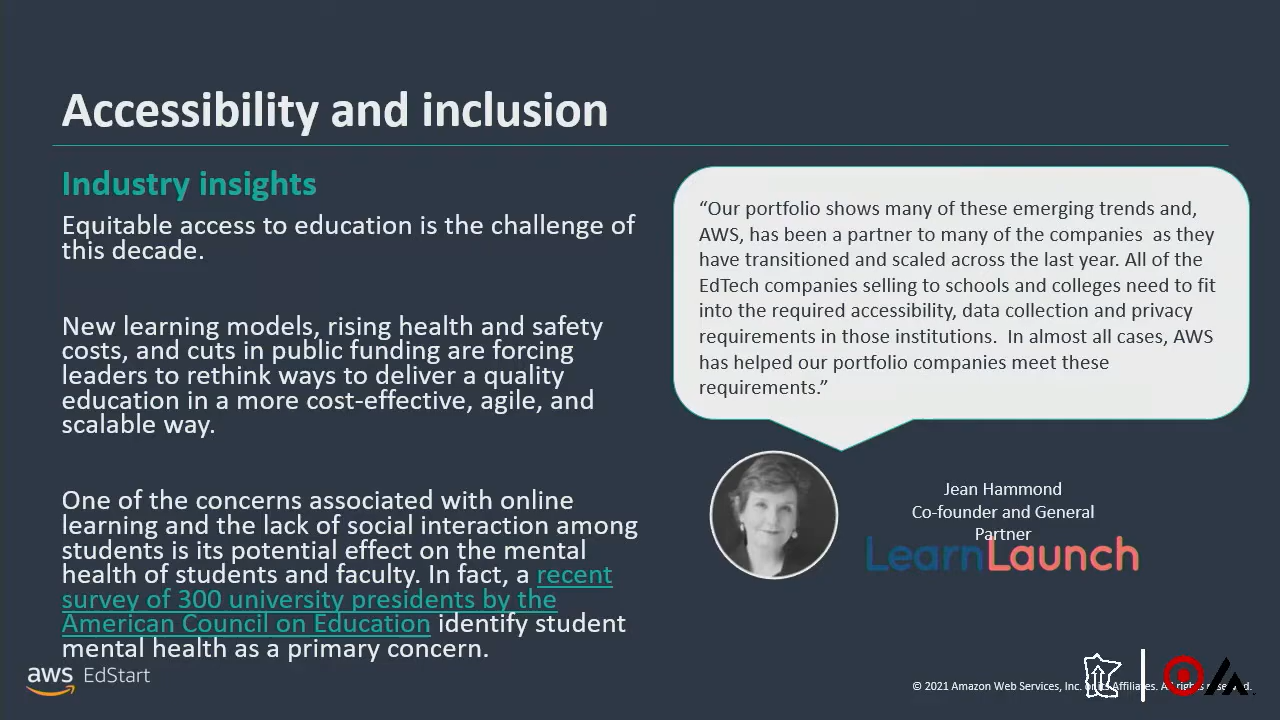 Accessibility and inclusion
Industry insights
Equitable access to education is the challenge of
this decade.
New learning models, rising health and safety
costs, and cuts in public funding are forcing
leaders to rethink ways to deliver a quality
education in a more cost-effective, agile, and
scalable way.
One of the concerns associated with online
learning and the lack of social interaction among
students is its potential effect on the mental
health of students and faculty. In fact, a recent
survey of 300 university presidents by the
American Council on Education identify student
mental health as a primary concern.
“Our portfolio shows many of these emerging trends and,
AWS, has been a partner to many of the companies  as they
have transitioned and scaled across the last year. All of the
EdTech companies selling to schools and colleges need to fit
into the required accessibility, data collection and privacy
requirements in those institutions.  In almost all cases, AWS
has helped our portfolio companies meet these
requirements.”
Jean Hammond
Co-founder and General
Partner
LearnLaunch
aws EdStart
© 2021 Amazon Web Services, Inc. or its Affiliates. All rights reserved.